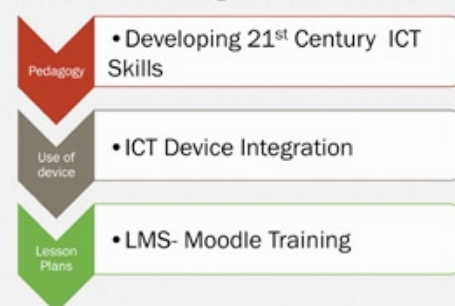 Pedagogy
•Developing 21st Century ICT
Skills
Use of
device
•ICT Device Integration
Lesson
Plans
•LMS- Moodle Training